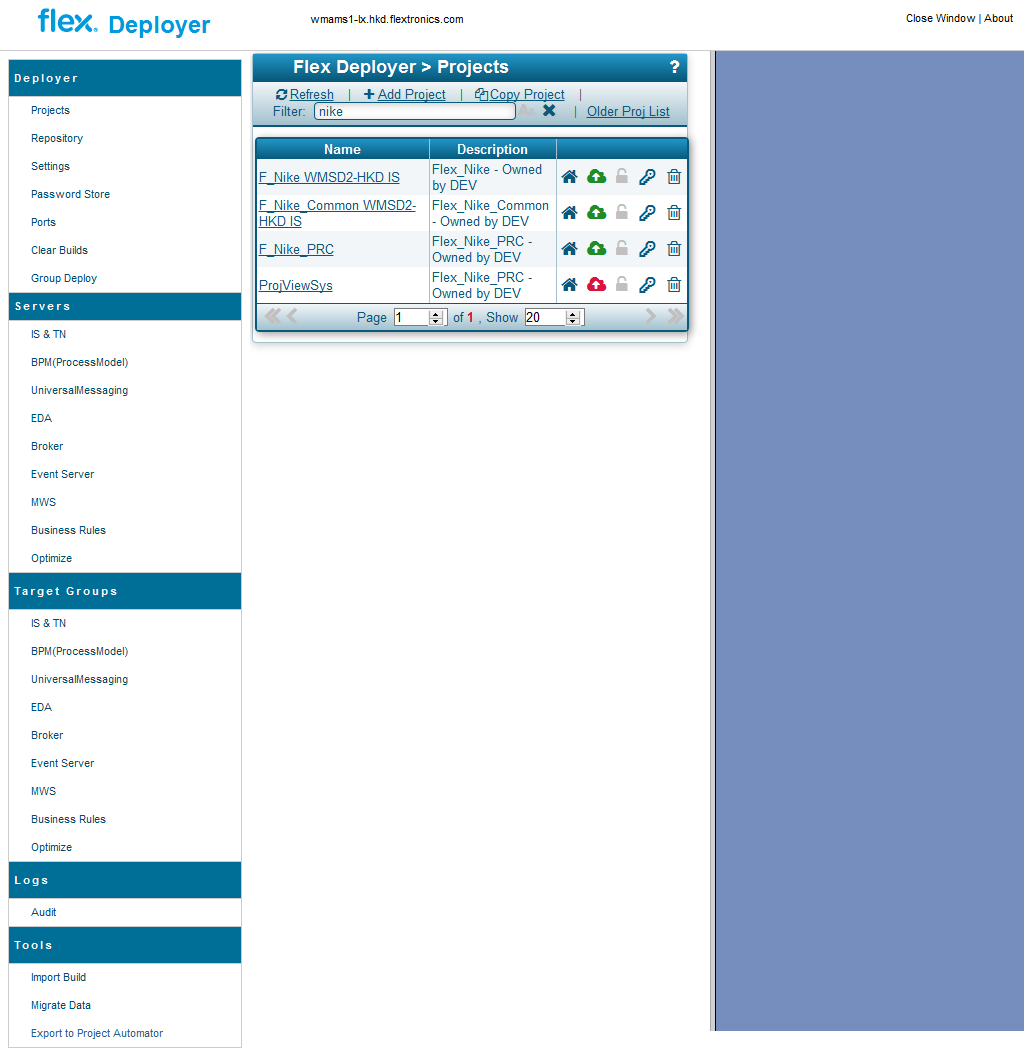 flex. Deployer
wmams1-lx.hkd.flextronics.com
Close Window | About
Deployer
Projects
Repository
Settings
Password Store
Ports
Clear Builds
Group Deploy
Servers
IS & TN
BPM(ProcessModel)
UniversalMessaging
EDA
Broker
Event Server
MWS
Business Rules
Optimize
Target Groups
IS & TN
BPM(ProcessModel)
UniversalMessaging
EDA
Broker
Event Server
MWS
Business Rules
Optimize
Logs
Audit
Tools
Import Build
Migrate Data
Export to Project Automator
Flex Deployer > Projects ?
Refresh | Add Project | Copy Project |
Filter: nike | Older Proj List
Name Description
F_Nike WMSD2-HKD IS
Flex_Nike - Owned
by DEV
F_Nike_Common WMSD2-
HKD IS
Flex_Nike_Common
- Owned by DEV
F_Nike_PRC
Flex_Nike_PRC -
Owned by DEV
ProjViewSys
Flex_Nike_PRC -
Owned by DEV
Page 1 of 1 , Show 20